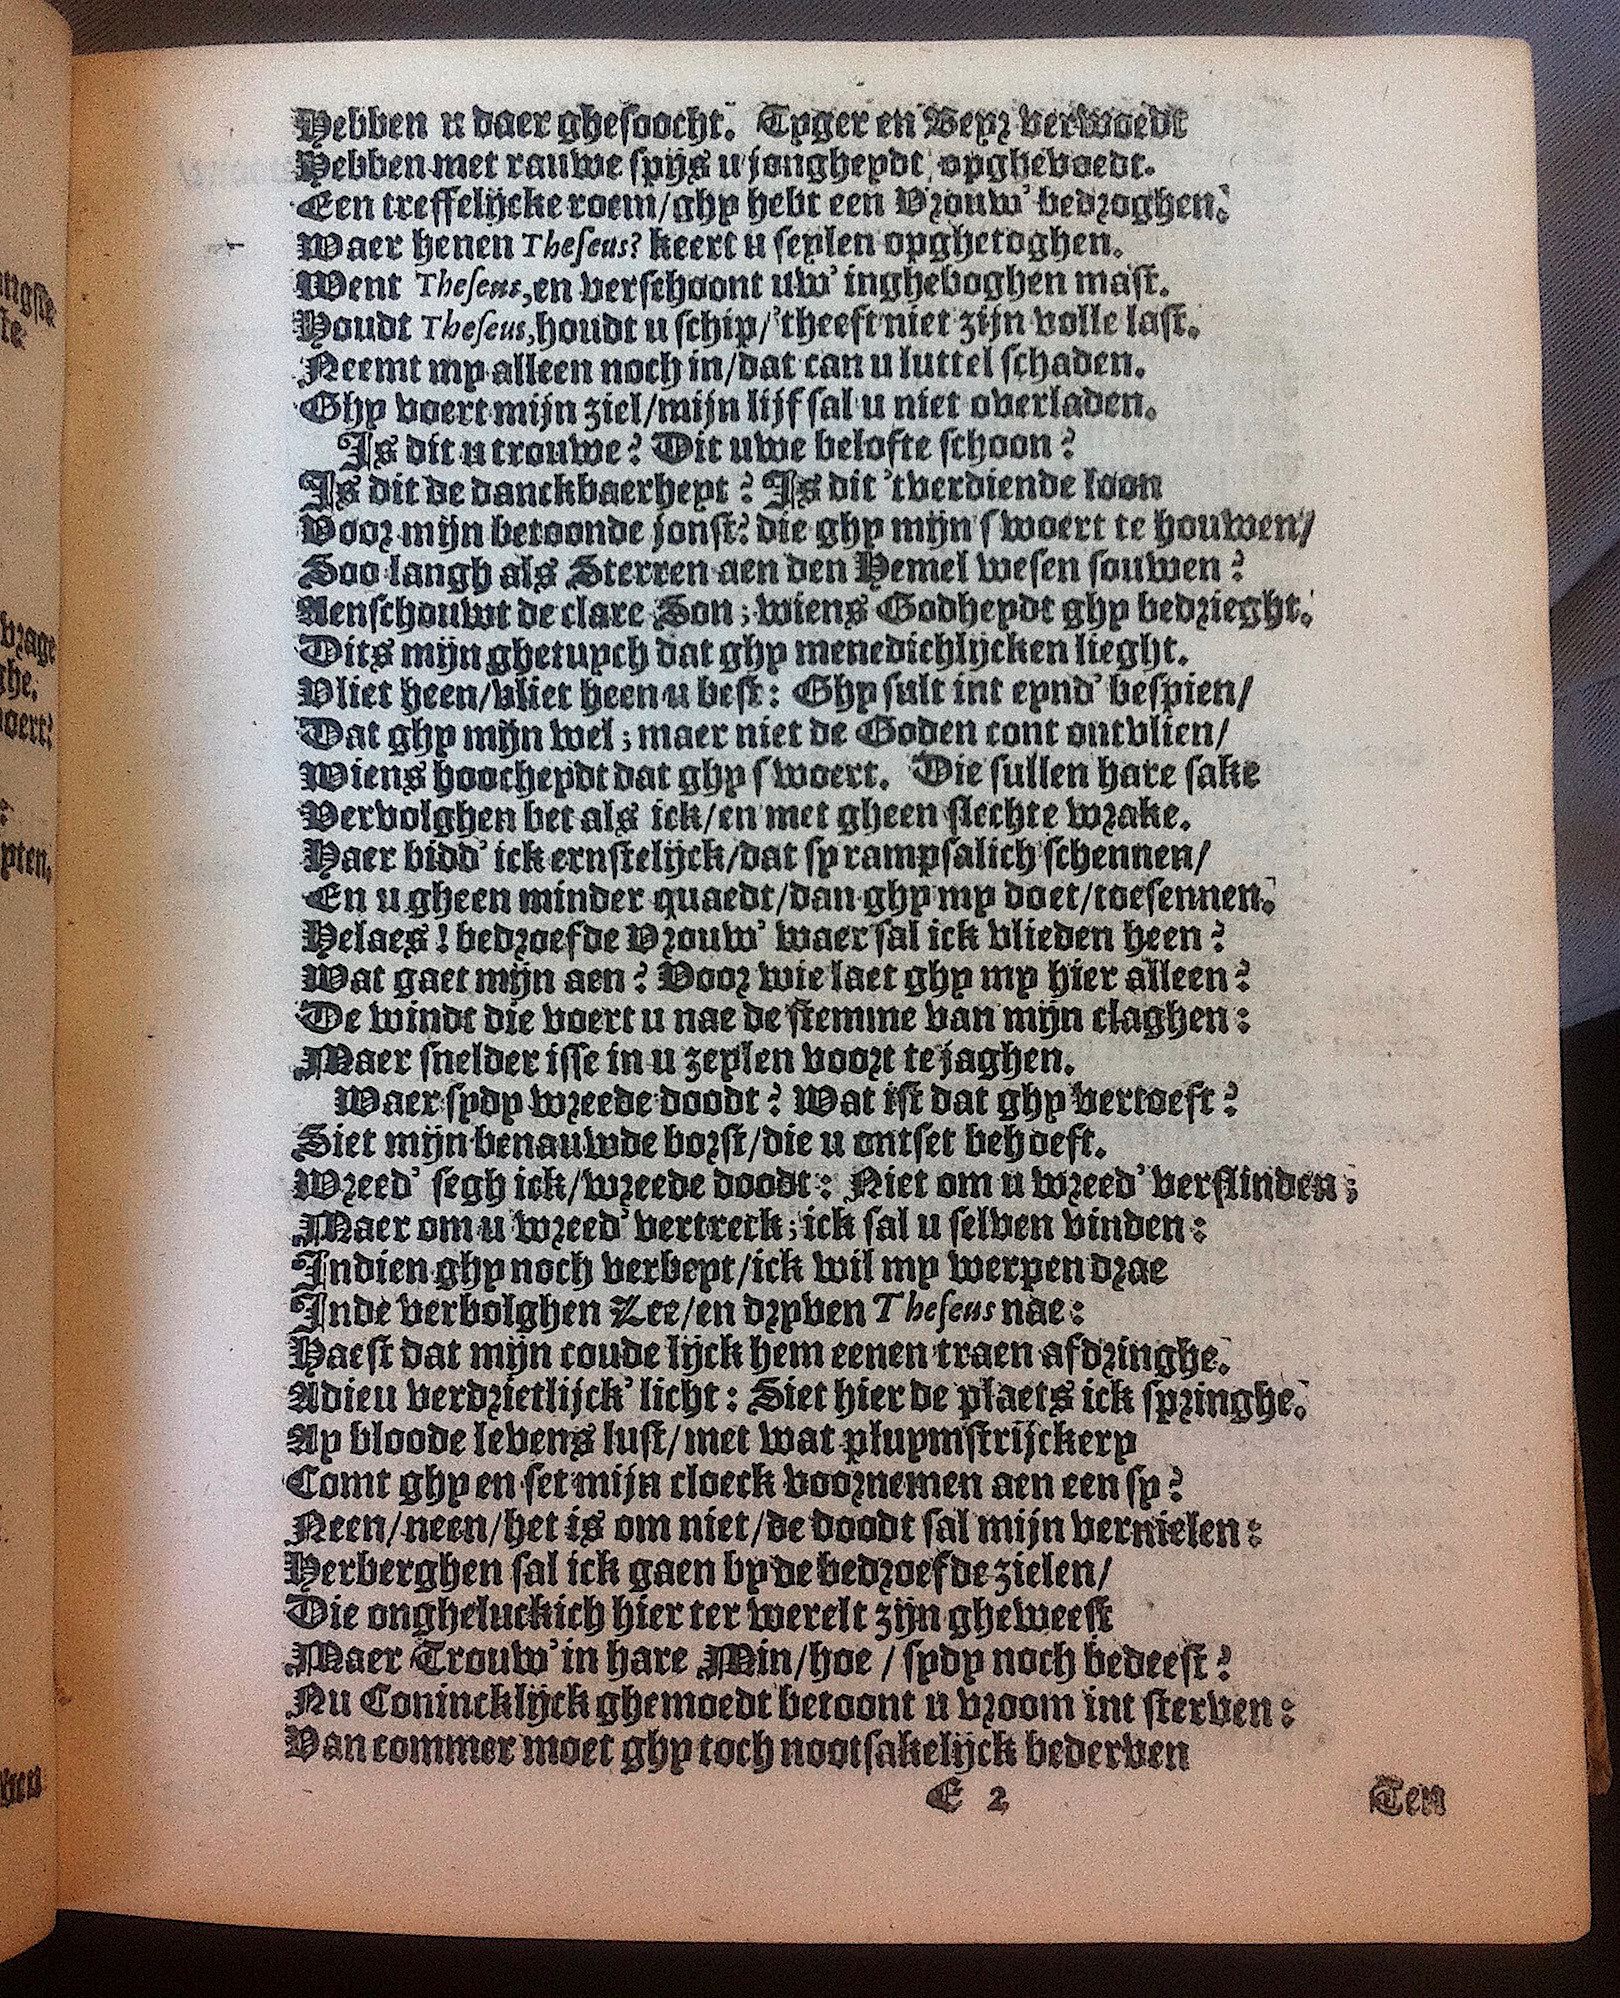 Hebben u daer ghesoocht. Tyger en Beyr verwoedt
Hebben met rauwe spijs u jongheydt opghevoedt.
Een treffelijcke roem/ghy hebt een Vrouw' bedroghen.
Waer henen Theseus? keert u seylen opghetoghen.
Went Theseus, en verschoont uw' ingheboghen mast.
Houdt Theseus, houdt u schip/'theeft niet zijn volle last.
Neemt my alleen noch in/dat can u luttel schaden.
Ghy voert mijn ziel/mijn lijf sal u niet overladen.
Is dit u trouwe? Dit uwe belofte schoon?
Is dit de danckbaerheyt? Is dit 'tverdiende loon
Voor mijn betoonde jonst? die ghy mijn swoert te houwen/
Soo langh als Sterren aen den Hemel wesen souwen?
Aenschouwt de clare Son; wiens Godheydt ghy bedrieght.
Dits mijn ghetuych dat ghy menedichlijcken lieght.
Vliet heen/vliet heen u best: Ghy sult int eynd' bespien/
Dat ghy mijn wel; maer niet de Goden cont ontvlien/
Wiens hoocheydt dat ghy swoert. Die sullen hare sake
Vervolghen bet als ick/en met gheen slechte wrake.
Haer bidd' ick ernstelijck/dat sy rampsalich schennen/
En u gheen minder quaedt/dan ghy my doet/toesennen.
Helaes! bedroefde Vrouw' waer sal ick vlieden heen?
Wat gaet mijn aen? Voor wie laet ghy my hier alleen?
De windt die voert u nae de stemme van mijn claghen:
Maer snelder isse in u zeylen voort te jaghen.
Waer sydy wreede doodt? Wat ist dat ghy vertoeft?
Siet mijn benauwde borst/die u ontset behoeft.
Wreed' segh ick/wreede doodt: Niet om u wreed' verslinden;
Maer om u wreed' vertreck; ick sal u selven vinden:
Indien ghy noch verbeyt/ick wil my werpen drae
Inde verbolghen Zee/en dryven Theseus nae:
Haest dat mijn coude lijck hem eenen traen afdringhe.
Adieu verdrietlijck' licht: Siet hier de plaets ick springhe.
Ay bloode levens lust/met wat pluymstrijckery
Comt ghy en set mijn cloeck voornemen aen een sy?
Neen/neen/het is om niet/de doodt sal mijn vernielen:
Herberghen sal ick gaen by de bedroefde zielen/
Die ongheluckich hier ter werelt zijn gheweest
Maer Trouw' in hare Min/hoe/sydy noch bedeest?
Nu Conincklijck ghemoedt betoont u vroom int sterven:
Van commer moet ghy toch nootsakelijck bederven
E 2
Ten